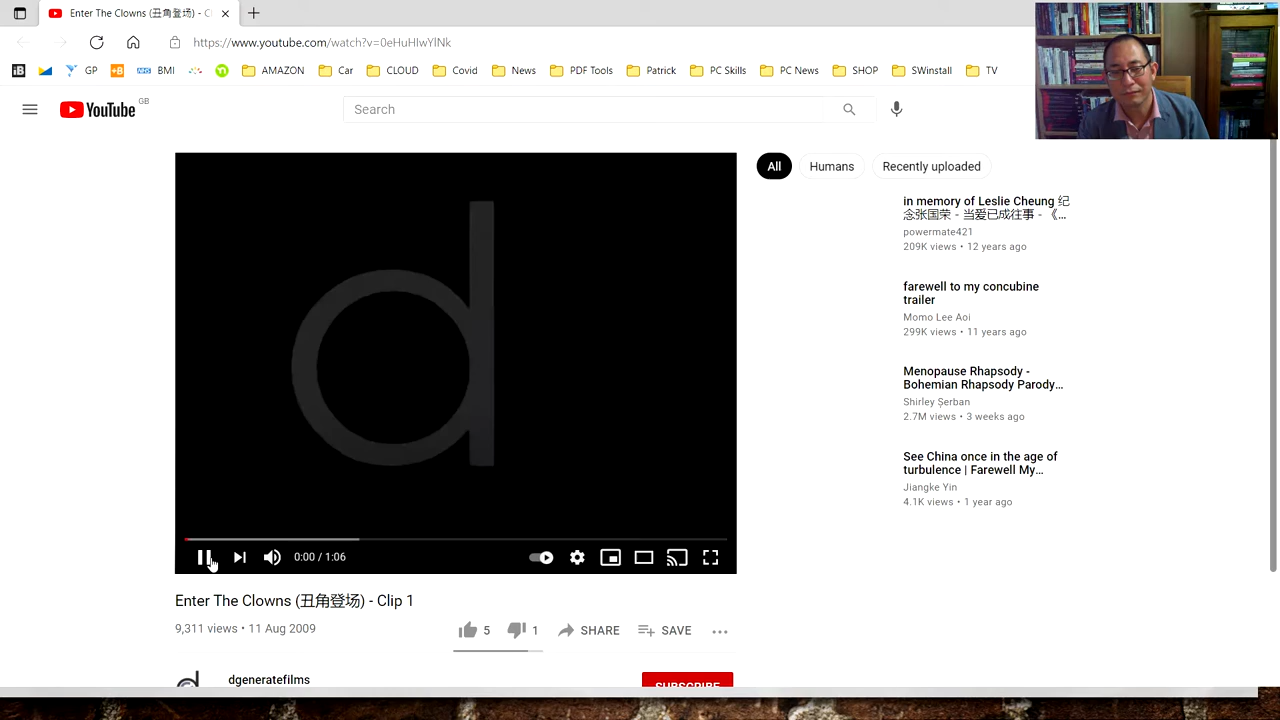 Enter The Clowns (丑角登场) - Cl
https://www.youtube.com/
GP
BMI
AMAZON
Car
News
PDF Tools
PC Skills
PC News
SHOP
SWinstall
TV
YouTube
GB
Search
All
Humans
Recently uploaded
in memory of Leslie Cheung 纪
念张国荣 - 当爱已成往事 - 《...
powermate421
209K views • 12 years ago
farewell to my concubine
trailer
Momo Lee Aoi
299K views • 11 years ago
Menopause Rhapsody -
Bohemian Rhapsody Parody...
Shirley Șerban
2.7M views • 3 weeks ago
See China once in the age of
turbulence | Farewell My...
Jiangke Yin
4.1K views • 1 year ago
d
0:00 / 1:06
Enter The Clowns (丑角登场) - Clip 1
9,311 views • 11 Aug 2009
5
1
SHARE
SAVE
dgeneratefilms
SUBSCRIBE